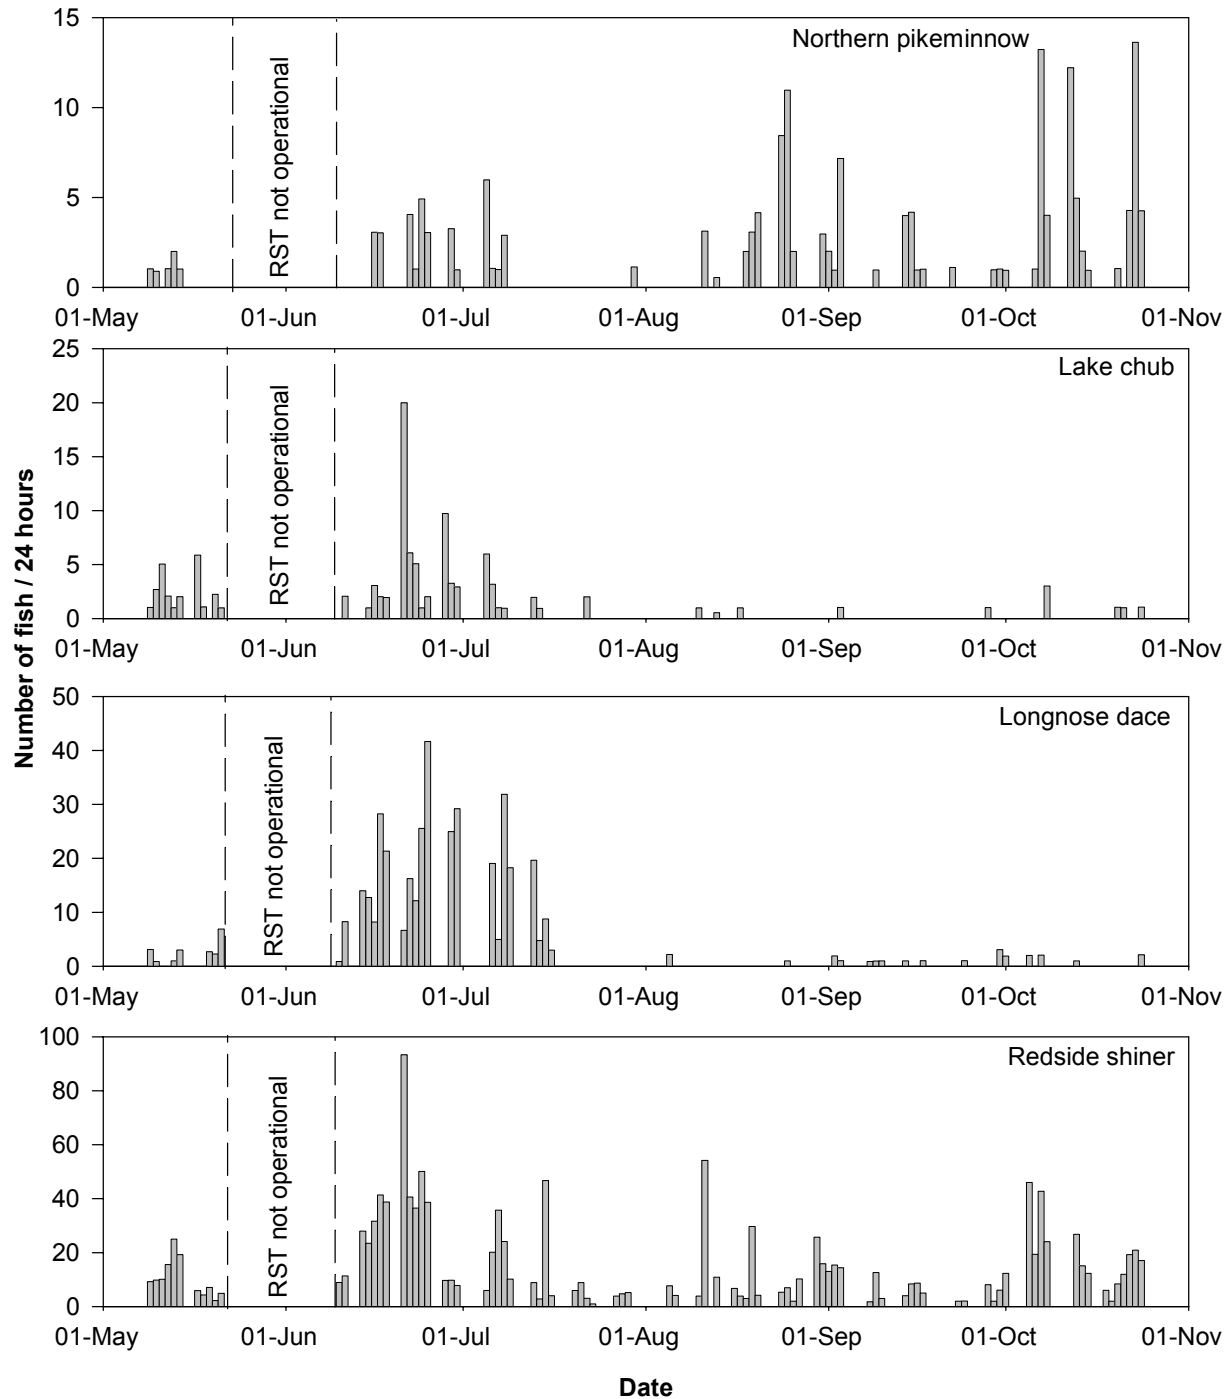 Number of fish / 24 hours
15
10
5
0
Northern pikeminnow
RST not operational
01-May 01-Jun 01-Jul 01-Aug 01-Sep 01-Oct 01-Nov
25
20
15
10
5
0
Lake chub
RST not operational
01-May 01-Jun 01-Jul 01-Aug 01-Sep 01-Oct 01-Nov
50
40
30
20
10
0
Longnose dace
RST not operational
01-May 01-Jun 01-Jul 01-Aug 01-Sep 01-Oct 01-Nov
100
80
60
40
20
0
Redside shiner
RST not operational
01-May 01-Jun 01-Jul 01-Aug 01-Sep 01-Oct 01-Nov
Date